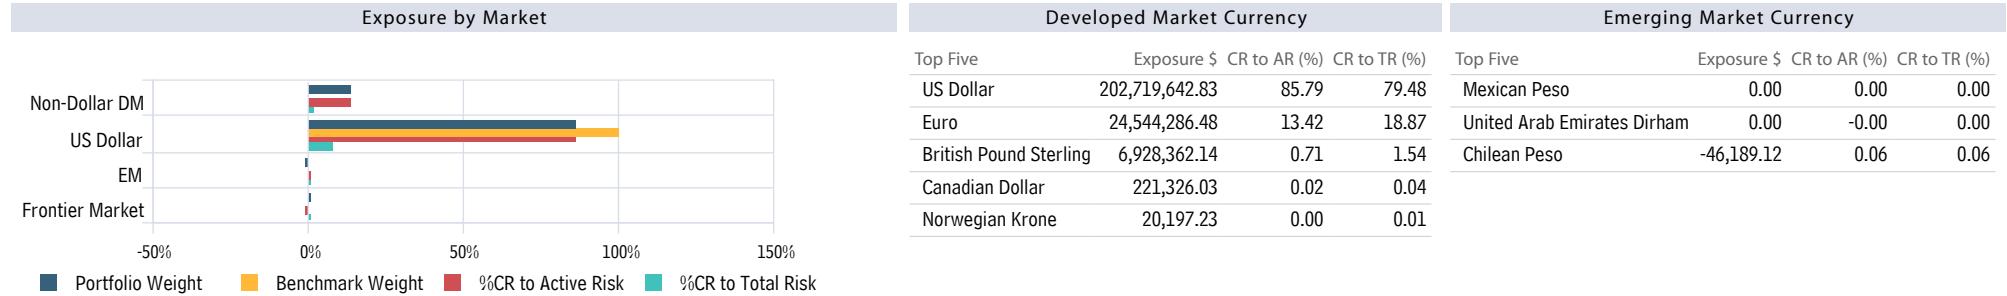 Exposure by Market
Non-Dollar DM
US Dollar
EM
Frontier Market
-50% 0% 50% 100% 150%
Portfolio Weight Benchmark Weight %CR to Active Risk %CR to Total Risk
Developed Market Currency
Top Five Exposure $ CR to AR (%) CR to TR (%)
US Dollar 202,719,642.83 85.79 79.48
Euro 24,544,286.48 13.42 18.87
British Pound Sterling 6,928,362.14 0.71 1.54
Canadian Dollar 221,326.03 0.02 0.04
Norwegian Krone 20,197.23 0.00 0.01
Emerging Market Currency
Top Five Exposure $ CR to AR (%) CR to TR (%)
Mexican Peso 0.00 0.00 0.00
United Arab Emirates Dirham 0.00 -0.00 0.00
Chilean Peso -46,189.12 0.06 0.06